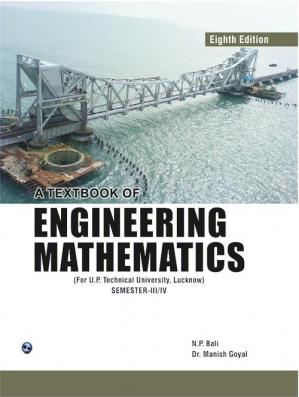 Eighth Edition
A TEXTBOOK OF
ENGINEERING
MATHEMATICS
(For U.P. Technical University, Lucknow)
SEMESTER-III/IV
N.P. Bali
Dr. Manish Goyal